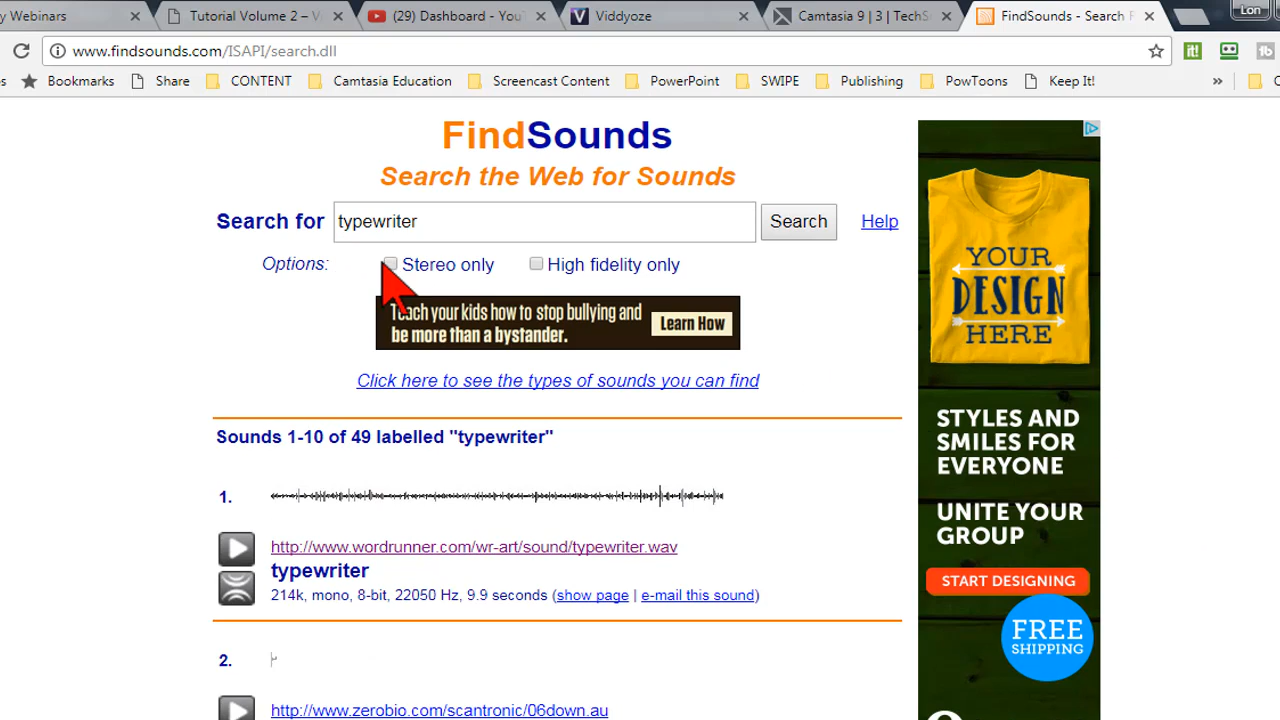 y Webinars
Tutorial Volume 2 – V
(29) Dashboard - YouT
Viddyoze
Camtasia 9 | 3 | TechS
FindSounds - Search R
Lon
www.findsounds.com/ISAPI/search.dll
it!
tb
s
Bookmarks
Share
CONTENT
Camtasia Education
Screencast Content
PowerPoint
SWIPE
Publishing
PowToons
Keep It!
»
FindSounds
Search the Web for Sounds
Search for
typewriter
Search
Help
Options:
Stereo only
High fidelity only
Teach your kids how to stop bullying and
be more than a bystander.
Learn How
Click here to see the types of sounds you can find
Sounds 1-10 of 49 labelled "typewriter"
1.
http://www.wordrunner.com/wr-art/sound/typewriter.wav
typewriter
214k, mono, 8-bit, 22050 Hz, 9.9 seconds (show page | e-mail this sound)
2.
http://www.zerobio.com/scantronic/06down.au
YOUR
DESIGN
HERE
STYLES AND
SMILES FOR
EVERYONE
UNITE YOUR
GROUP
START DESIGNING
FREE
SHIPPING